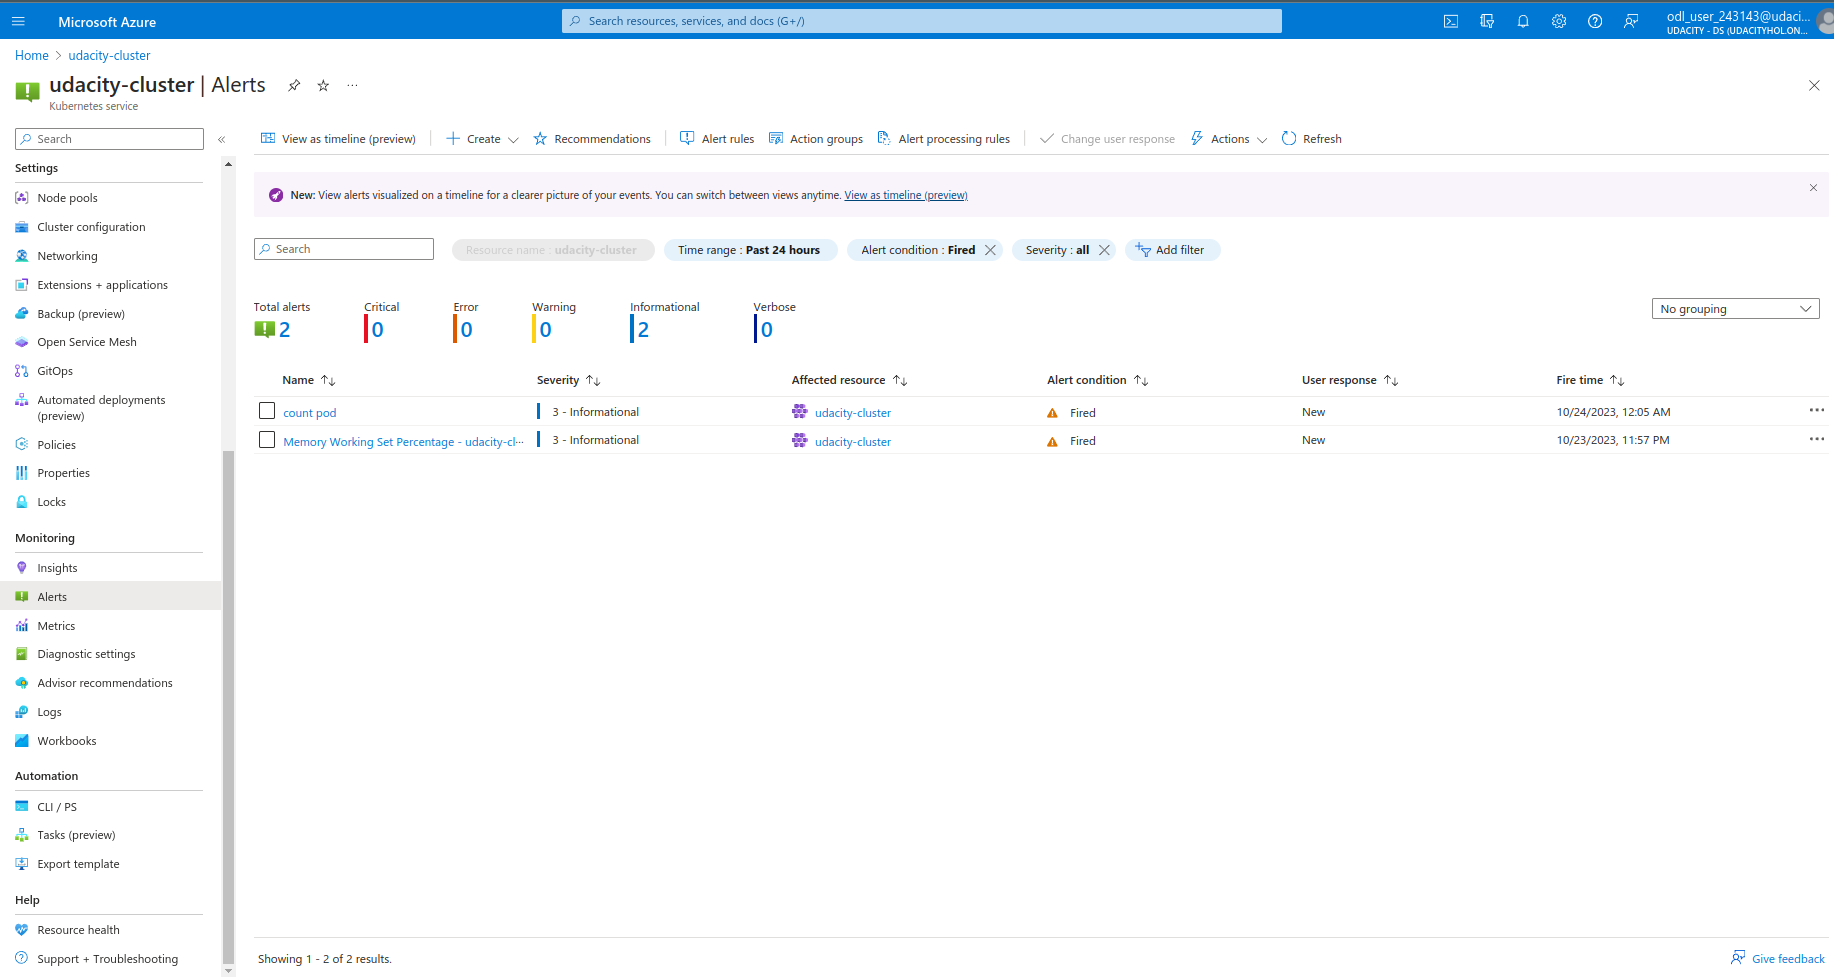 Microsoft Azure
Search resources, services, and docs (G+/)
odl_user_243143@udaci...
UDACITY - DS (UDACITYHOL.ON...
Home > udacity-cluster
udacity-cluster | Alerts
Kubernetes service
Search
Settings
Node pools
Cluster configuration
Networking
Extensions + applications
Backup (preview)
Open Service Mesh
GitOps
Automated deployments
(preview)
Policies
Properties
Locks
Monitoring
Insights
Alerts
Metrics
Diagnostic settings
Advisor recommendations
Logs
Workbooks
Automation
CLI / PS
Tasks (preview)
Export template
Help
Resource health
Support + Troubleshooting
View as timeline (preview) Create Recommendations Alert rules Action groups Alert processing rules Change user response Actions Refresh
New: View alerts visualized on a timeline for a clearer picture of your events. You can switch between views anytime. View as timeline (preview)
Search Resource name : udacity-cluster Time range : Past 24 hours Alert condition : Fired Severity : all Add filter
Total alerts Critical Error Warning Informational Verbose
2 0 0 0 2 0
No grouping
Name Severity Affected resource Alert condition User response Fire time
count pod 3 - Informational udacity-cluster Fired New 10/24/2023, 12:05 AM
Memory Working Set Percentage - udacity-cl... 3 - Informational udacity-cluster Fired New 10/23/2023, 11:57 PM
Showing 1 - 2 of 2 results.
Give feedback